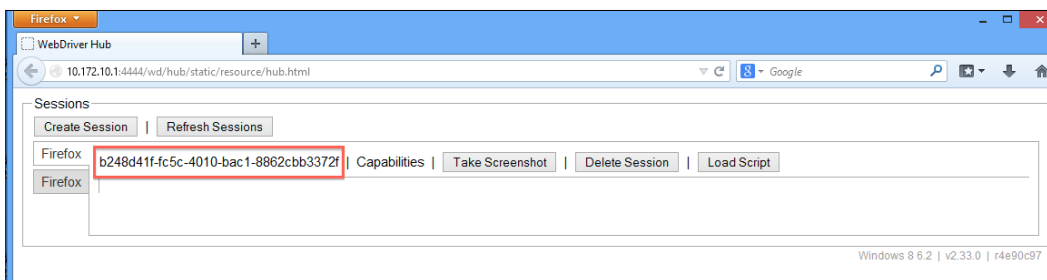 Firefox
WebDriver Hub
10.172.10.1:4444/wd/hub/static/resource/hub.html
Google
Sessions
Create Session | Refresh Sessions
Firefox
b248d41f-fc5c-4010-bac1-8862cbb3372f | Capabilities | Take Screenshot | Delete Session | Load Script
Firefox
Windows 8 6.2 | v2.33.0 | r4e90c97